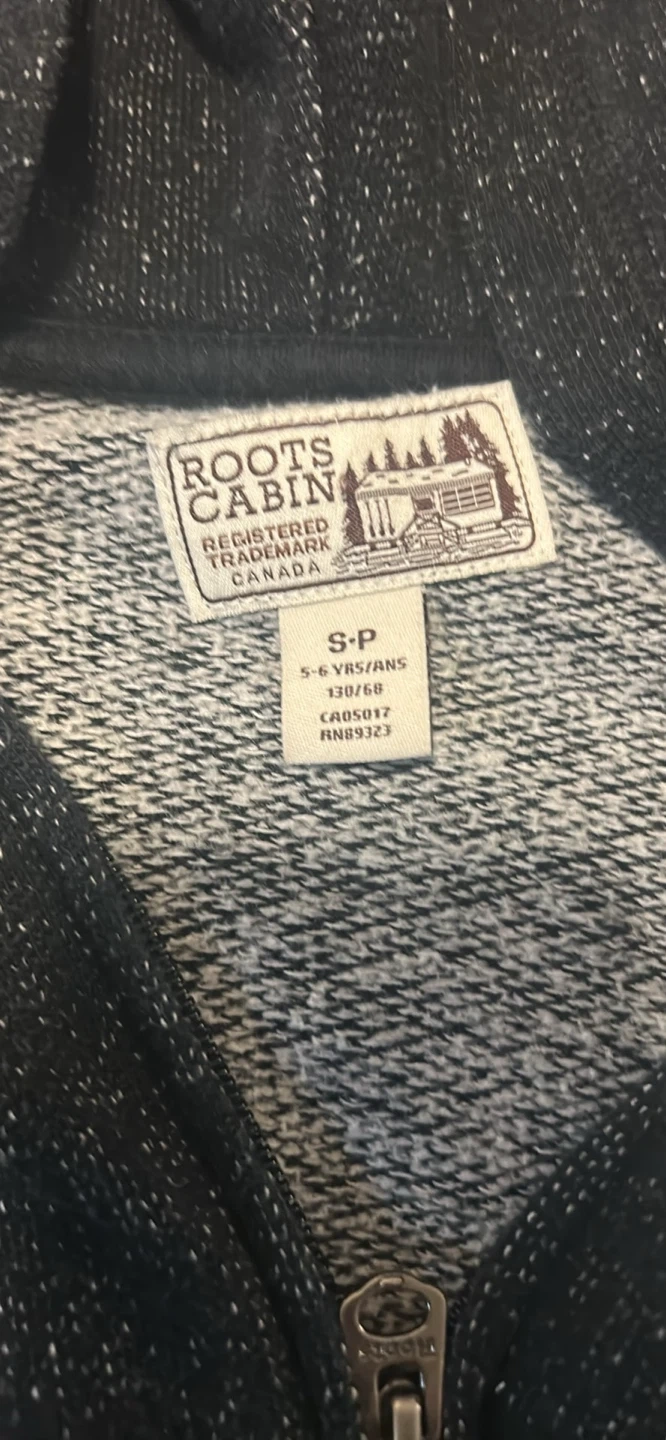 ROOTS
CABIN
REGISTERED
TRADEMARK
CANADA
S·P
5-6 YRS/ANS
130/68
CA05017
RN89323